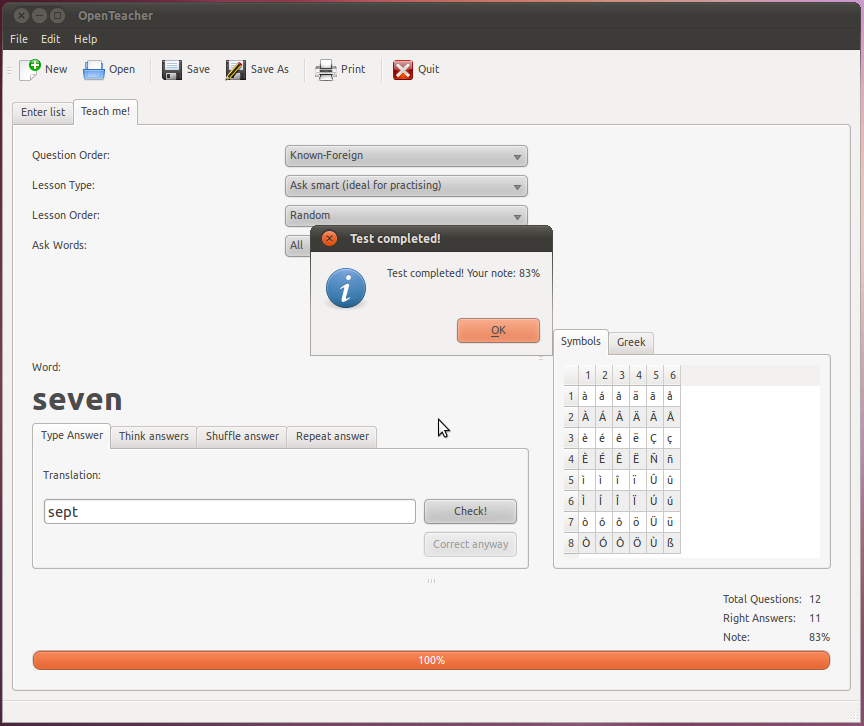 OpenTeacher
File Edit Help
New Open Save Save As Print Quit
Enter list Teach me!
Question Order: Known-Foreign
Lesson Type: Ask smart (ideal for practising)
Lesson Order: Random
Ask Words: All
Test completed!
Test completed! Your note: 83%
OK
Word:
seven
Type Answer Think answers Shuffle answer Repeat answer
Translation:
sept
Check!
Correct anyway
Symbols Greek
1 2 3 4 5 6
1 à á â ä ã å
2 À Á Â Ä Ã Å
3 è é ê ë Ç ç
4 È É Ê Ë Ñ ñ
5 ì ì î ï Û û
6 Ì Í Î Ï Ú ú
7 ò ó ô ö Ü ü
8 Ò Ó Ô Ö Ù ß
Total Questions: 12
Right Answers: 11
Note: 83%
100%